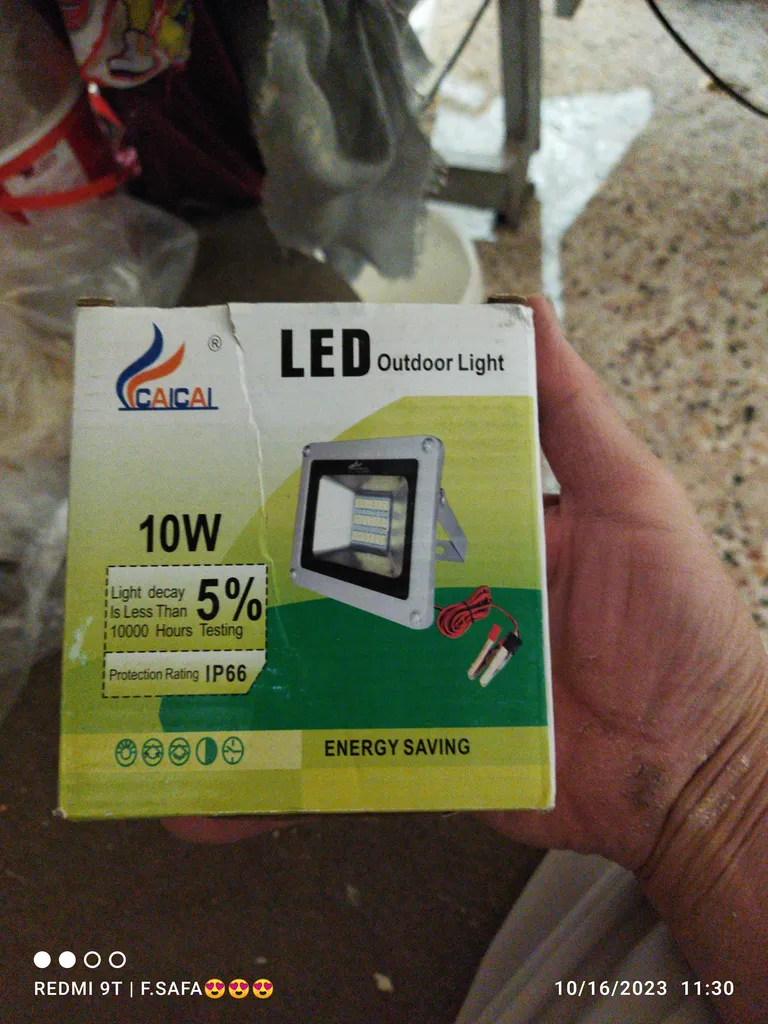 CAICAI ®
LED Outdoor Light
10W
Light decay
Is Less Than
10000 Hours Testing
5%
Protection Rating IP66
ENERGY SAVING
REDMI 9T | F.SAFA😍😍😍
10/16/2023 11:30